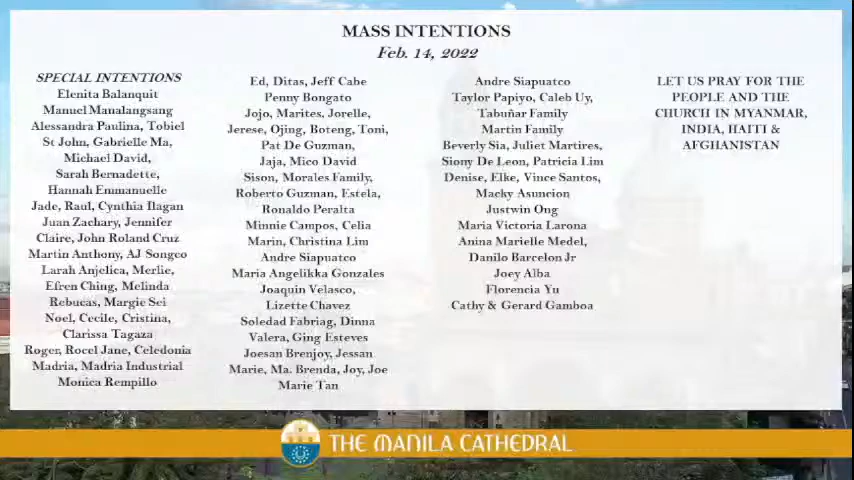 MASS INTENTIONS
Feb. 14, 2022
SPECIAL INTENTIONS
Elenita Balanquit
Manuel Manalangsang
Alessandra Paulina, Tobiel
St John, Gabrielle Ma,
Michael David,
Sarah Bernadette,
Hannah Emmanuelle
Jade, Raul, Cynthia Ilagan
Juan Zachary, Jennifer
Claire, John Roland Cruz
Martin Anthony, AJ Songco
Larah Anjelica, Merlie,
Efren Ching, Melinda
Rebucas, Margie Sei
Noel, Cecile, Cristina,
Clarissa Tagaza
Roger, Rocel Jane, Celedonia
Madria, Madria Industrial
Monica Rempillo
Ed, Ditas, Jeff Cabe
Penny Bongato
Jojo, Marites, Jorelle,
Jerese, Ojing, Boteng, Toni,
Pat De Guzman,
Jaja, Mico David
Sison, Morales Family,
Roberto Guzman, Estela,
Ronaldo Peralta
Minnie Campos, Celia
Marin, Christina Lim
Andre Siapuatco
Maria Angelikka Gonzales
Joaquin Velasco,
Lizette Chavez
Soledad Fabriag, Dinna
Valera, Ging Esteves
Joesan Brenjoy, Jessan
Marie, Ma. Brenda, Joy, Joe
Marie Tan
Andre Siapuatco
Taylor Papiyo, Caleb Uy,
Tabuñar Family
Martin Family
Beverly Sia, Juliet Martires,
Siony De Leon, Patricia Lim
Denise, Elke, Vince Santos,
Macky Asuncion
Justwin Ong
Maria Victoria Larona
Anina Marielle Medel,
Danilo Barcelon Jr
Joey Alba
Florencia Yu
Cathy & Gerard Gamboa
LET US PRAY FOR THE
PEOPLE AND THE
CHURCH IN MYANMAR,
INDIA, HAITI &
AFGHANISTAN
THE MANILA CATHEDRAL